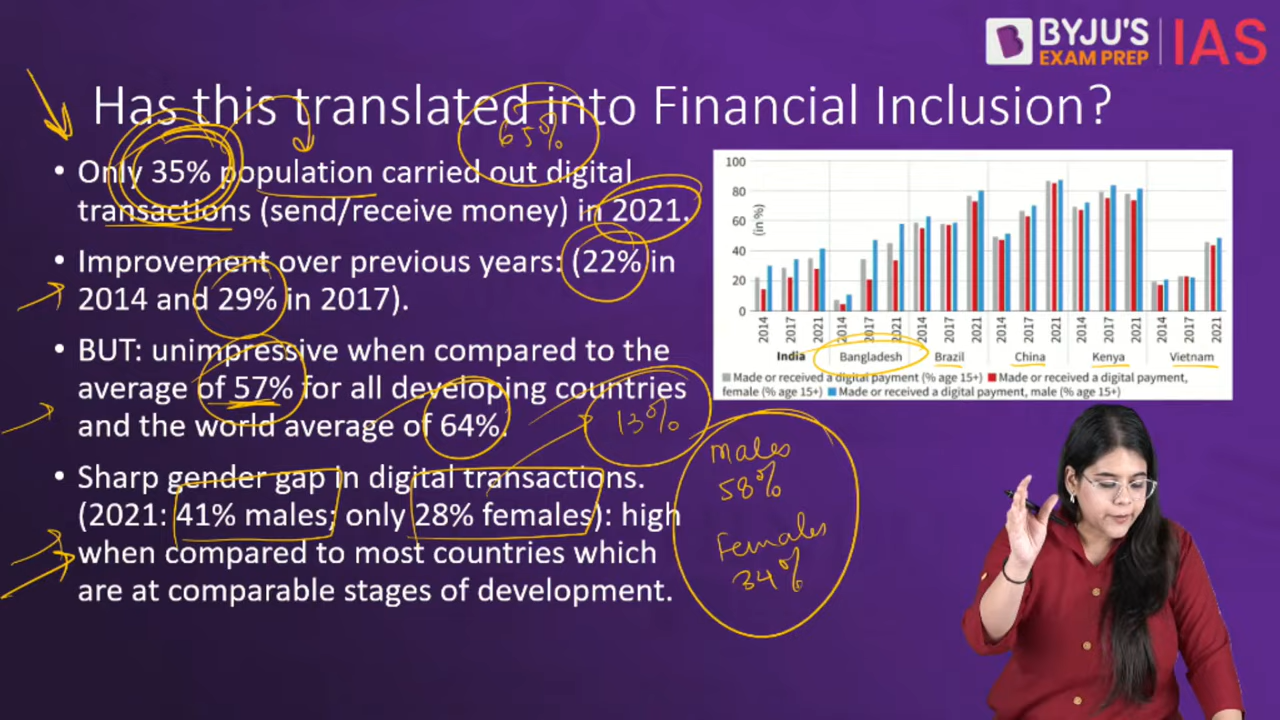 BYJU'S
EXAM PREP
IAS
Has this translated into Financial Inclusion?
65%
• Only 35% population carried out digital
transactions (send/receive money) in 2021.
• Improvement over previous years: (22% in
2014 and 29% in 2017).
• BUT: unimpressive when compared to the
average of 57% for all developing countries
and the world average of 64%.
• Sharp gender gap in digital transactions.
(2021: 41% males; only 28% females): high
when compared to most countries which
are at comparable stages of development.
13%
Males
58%
Females
34%
100
80
60
40
20
0
(in %)
2014 2017 2021 2014 2017 2021 2014 2017 2021 2014 2017 2021 2014 2017 2021 2014 2017 2021
India Bangladesh Brazil China Kenya Vietnam
Made or received a digital payment (% age 15+) Made or received a digital payment,
female (% age 15+) Made or received a digital payment, male (% age 15+)